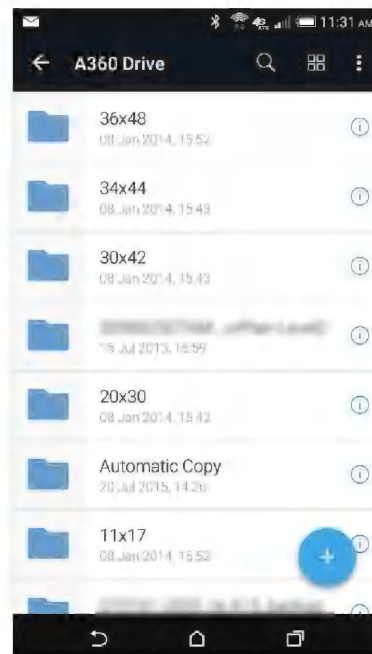 11:31 AM
A360 Drive
36x48
08 Jan 2014, 15:52
34x44
08 Jan 2014, 15:43
30x42
08 Jan 2014, 15:43
15 Jul 2013, 16:59
20x30
08 Jan 2014, 15:42
Automatic Copy
20 Jul 2015, 14:26
11x17
08 Jan 2014, 15:52